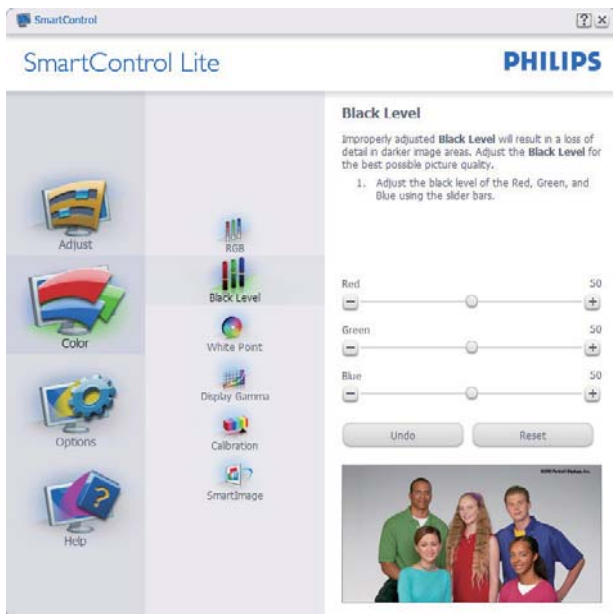 SmartControl
SmartControl Lite
PHILIPS
Adjust
Color
Options
Help
RGB
Black Level
White Point
Display Gamma
Calibration
SmartImage
Black Level
Improperly adjusted Black Level will result in a loss of
detail in darker image areas. Adjust the Black Level for
the best possible picture quality.
1. Adjust the black level of the Red, Green, and
Blue using the slider bars.
Red 50
Green 50
Blue 50
Undo
Reset